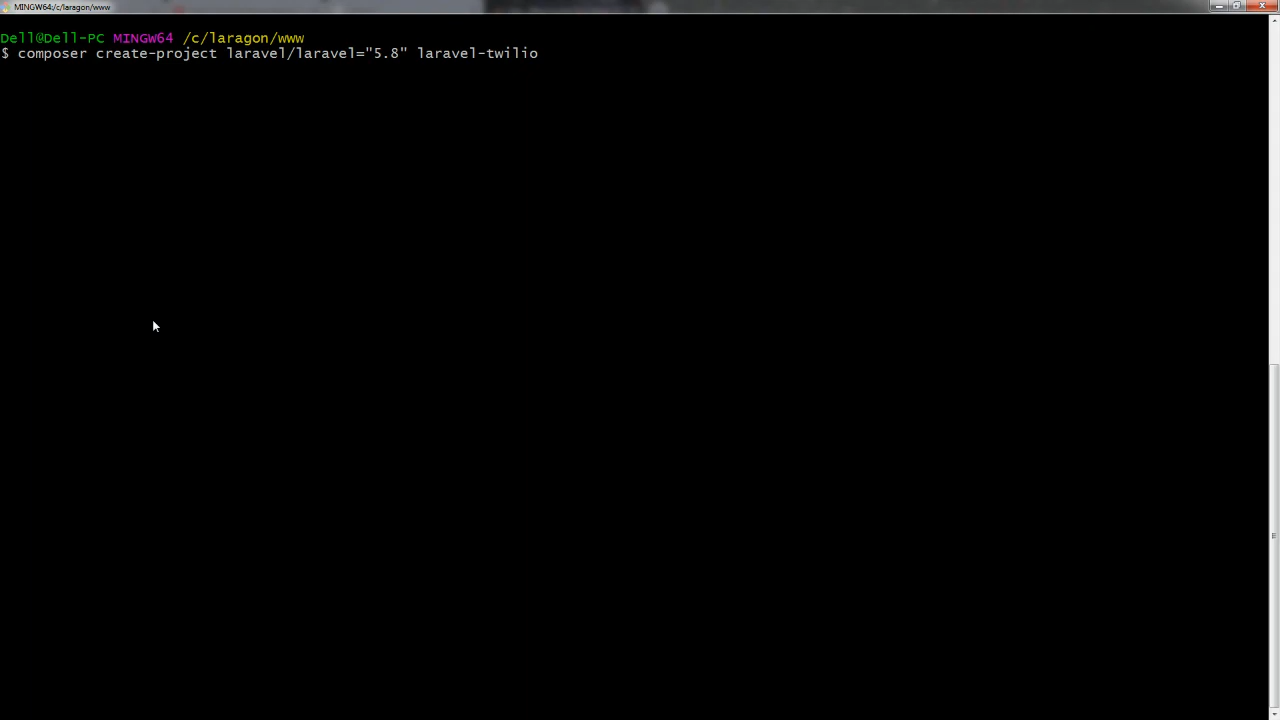 MINGW64:/c/laragon/www
Dell@Dell-PC MINGW64 /c/laragon/www
$ composer create-project laravel/laravel="5.8" laravel-twilio